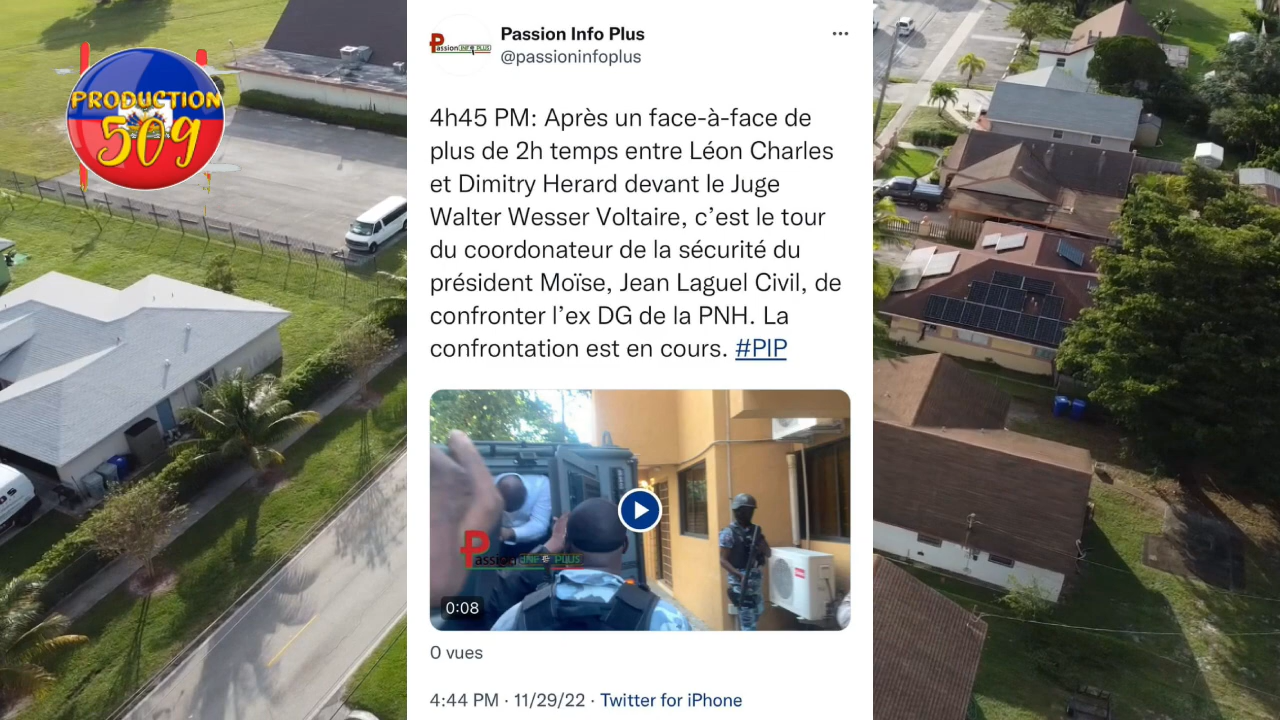 PRODUCTION
509
Passion Info Plus
@passioninfoplus
Passion INFO PLUS
4h45 PM: Après un face-à-face de
plus de 2h temps entre Léon Charles
et Dimitry Herard devant le Juge
Walter Wesser Voltaire, c’est le tour
du coordonateur de la sécurité du
président Moïse, Jean Laguel Civil, de
confronter l’ex DG de la PNH. La
confrontation est en cours. #PIP
Passion INFO PLUS
0:08
0 vues
4:44 PM · 11/29/22 · Twitter for iPhone